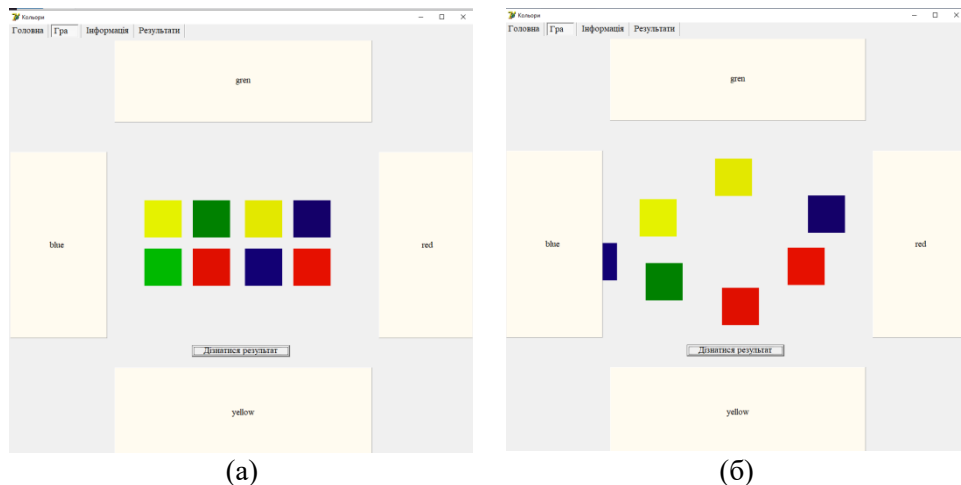 Кольори
Головна Гра Інформація Результати
gren
blue
red
Дізнатися результат
yellow
(а)
Кольори
Головна Гра Інформація Результати
gren
blue
red
Дізнатися результат
yellow
(б)